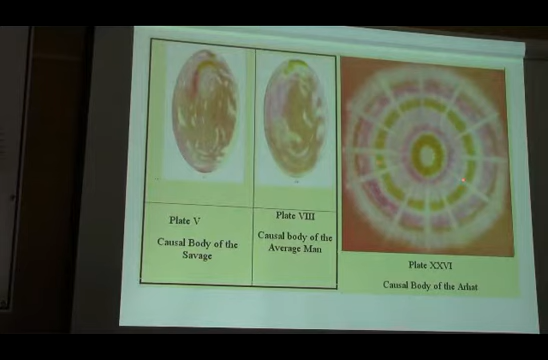 Plate V
Causal Body of the
Savage
Plate VIII
Causal body of the
Average Man
Plate XXVI
Causal Body of the Arhat